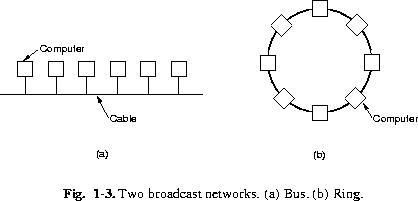 Computer
Cable
Computer
(a)
(b)
Fig. 1-3. Two broadcast networks. (a) Bus. (b) Ring.